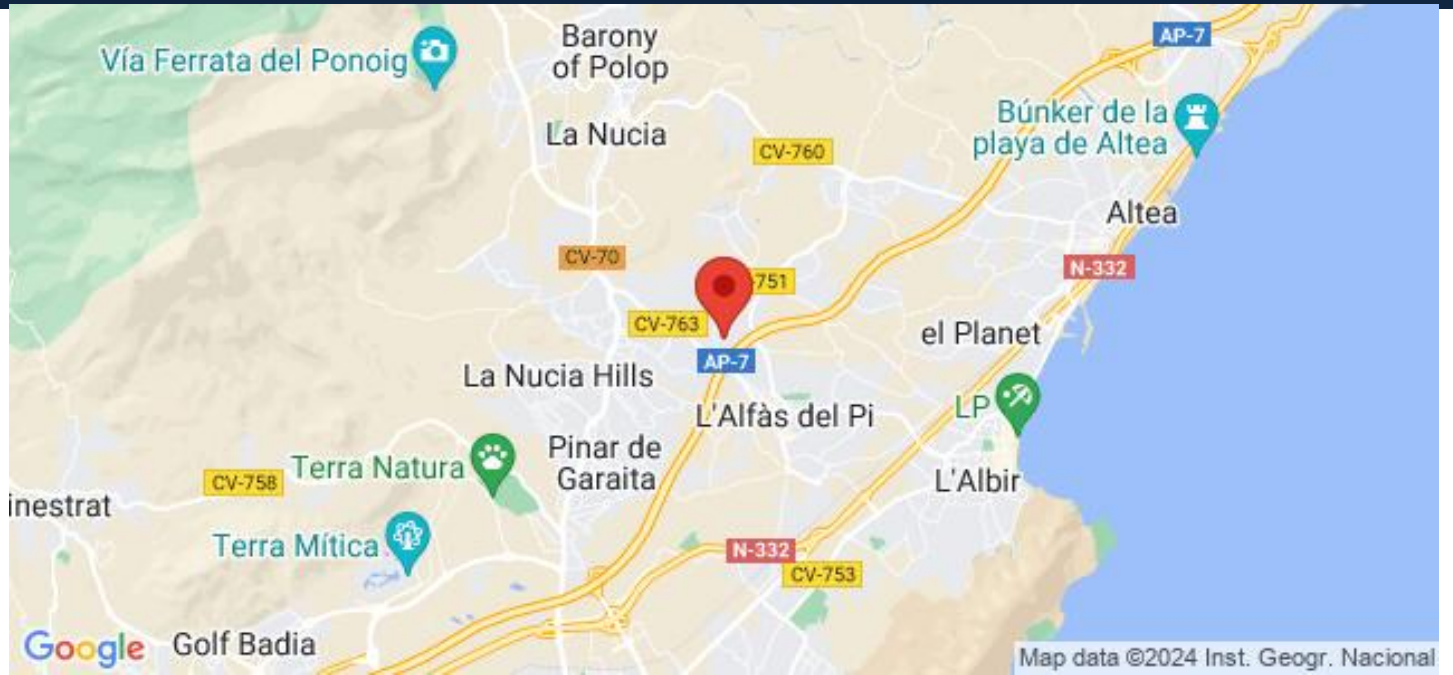 Vía Ferrata del Ponoig
Barony
of Polop
AP-7
La Nucia
CV-760
Búnker de la
playa de Altea
Altea
CV-70
N-332
751
CV-763
el Planet
AP-7
La Nucia Hills
L'Alfàs del Pi
LP
Terra Natura
Pinar de
Garaita
CV-758
L'Albir
inestrat
Terra Mítica
N-332
CV-753
Google
Golf Badia
Map data ©2024 Inst. Geogr. Nacional